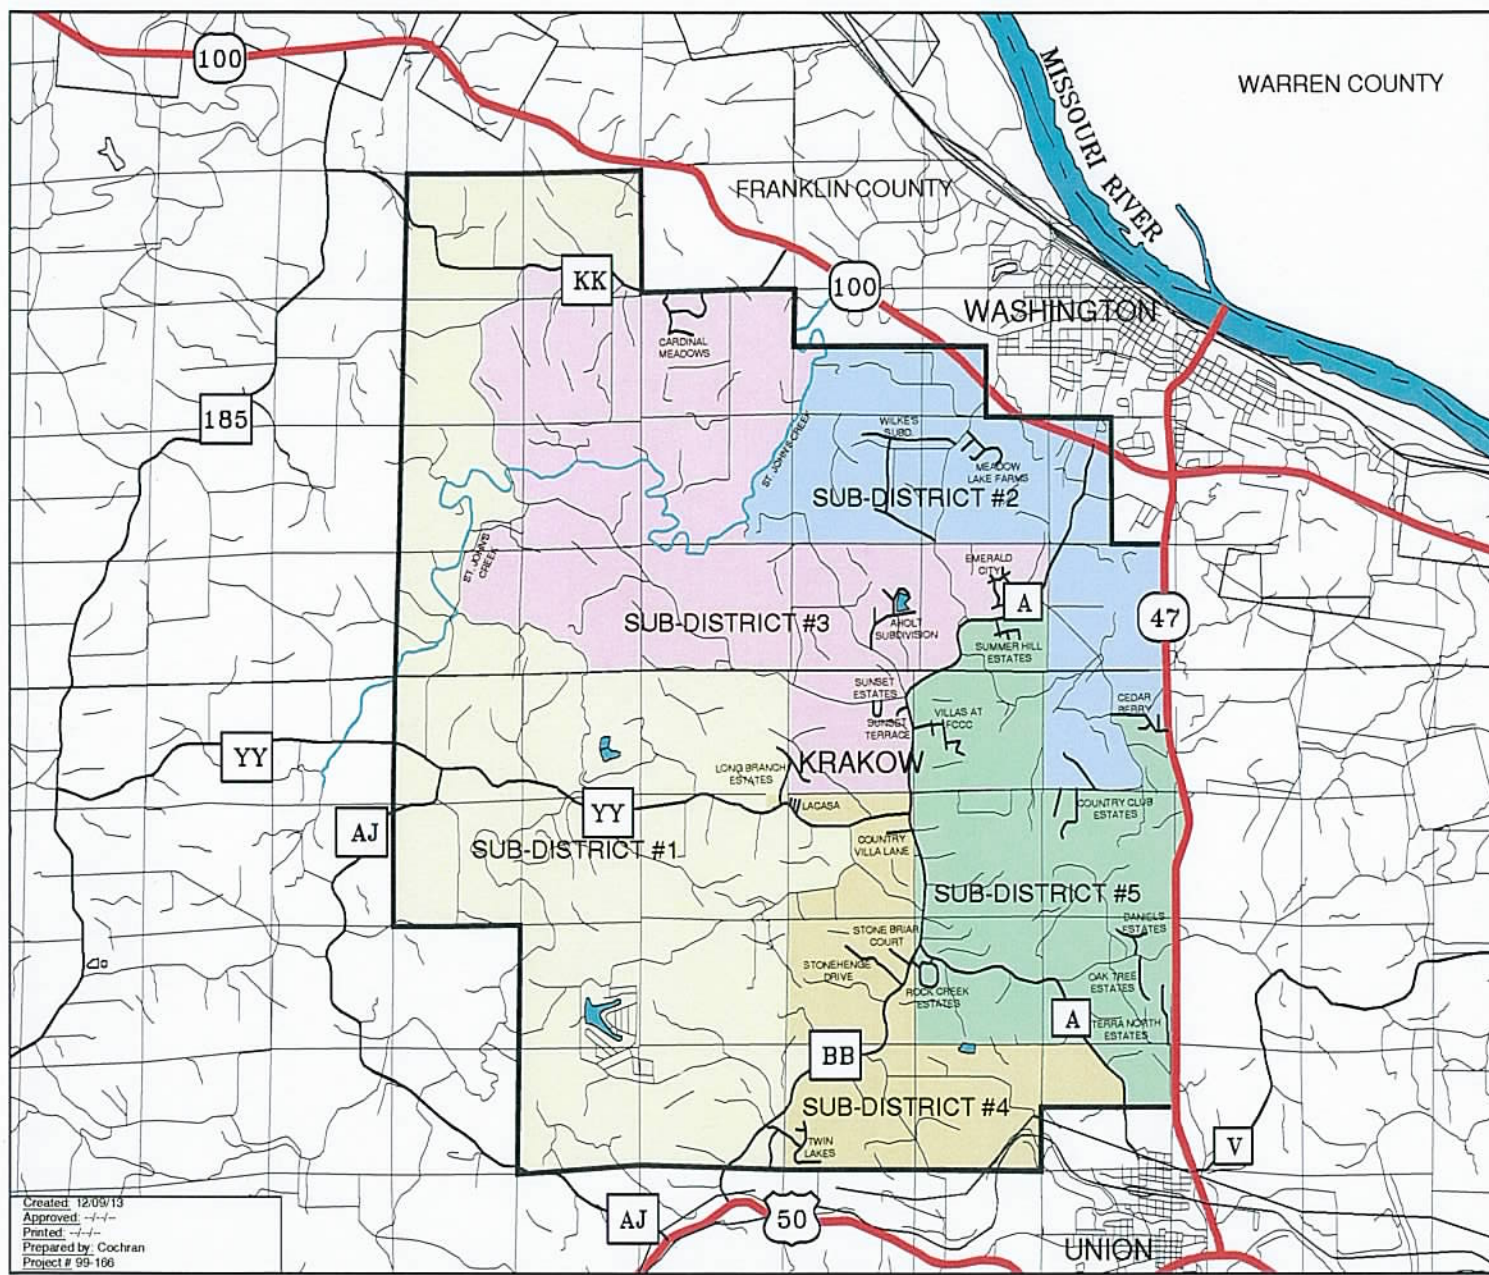 100
MISSOURI RIVER
WARREN COUNTY
FRANKLIN COUNTY
KK
100
WASHINGTON
CARDINAL
MEADOWS
185
WILKE'S
SUBD.
ST. JOHN'S CREEK
MEADOW
LAKE FARMS
SUB-DISTRICT #2
ST. JOHN'S
CREEK
EMERALD
CITY
A
47
SUB-DISTRICT #3
AHOLT
SUBDIVISION
SUMMER HILL
ESTATES
SUNSET
ESTATES
CEDAR
BERRY
VILLAS AT
FCCC
SUNSET
TERRACE
YY
LONG BRANCH
ESTATES
KRAKOW
YY
LACASA
COUNTRY CLUB
ESTATES
AJ
COUNTRY
VILLA LANE
SUB-DISTRICT #1
SUB-DISTRICT #5
DANIELS
ESTATES
STONE BRIAR
COURT
STONEHENGE
DRIVE
ROCK CREEK
ESTATES
OAK TREE
ESTATES
A
TERRA NORTH
ESTATES
BB
SUB-DISTRICT #4
TWIN
LAKES
V
AJ
50
UNION
Created: 12/09/13
Approved: --/--/--
Printed: --/--/--
Prepared by: Cochran
Project # 99-166